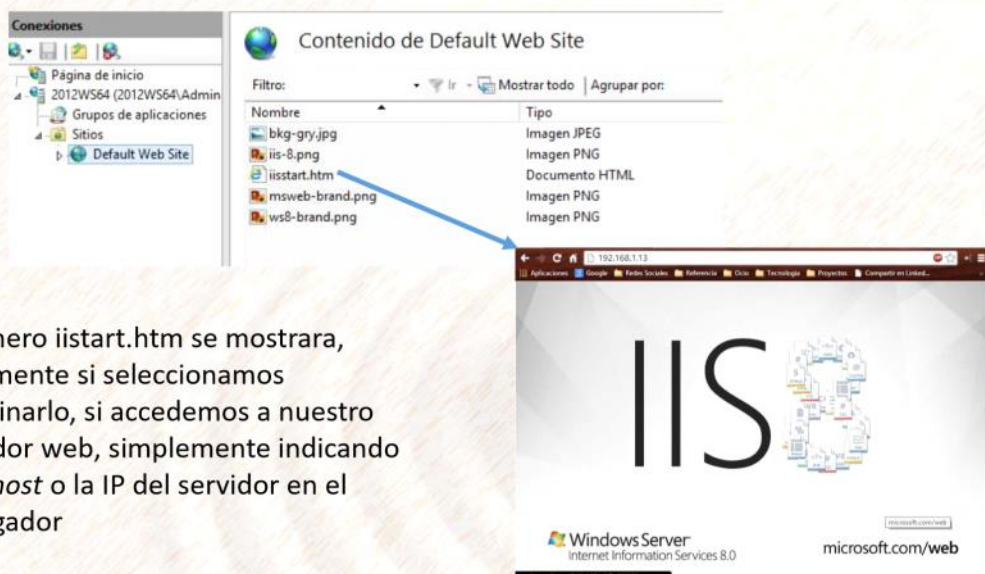 Conexiones
Página de inicio
2012WS64 (2012WS64\Admin
Grupos de aplicaciones
Sitios
Default Web Site
Contenido de Default Web Site
Filtro: Ir Mostrar todo Agrupar por:
Nombre Tipo
bkg-gry.jpg Imagen JPEG
iis-8.png Imagen PNG
iisstart.htm Documento HTML
msweb-brand.png Imagen PNG
ws8-brand.png Imagen PNG
192.168.1.13
Aplicaciones Google Redes Sociales Referencia Ocio Tecnología Proyectos Compartir en Linked...
IIS8
Windows Server
Internet Information Services 8.0
microsoft.com/web
microsoft.com/web
nero iistart.htm se mostrara,
mente si seleccionamos
inarlo, si accedemos a nuestro
dor web, simplemente indicando
host o la IP del servidor en el
gador